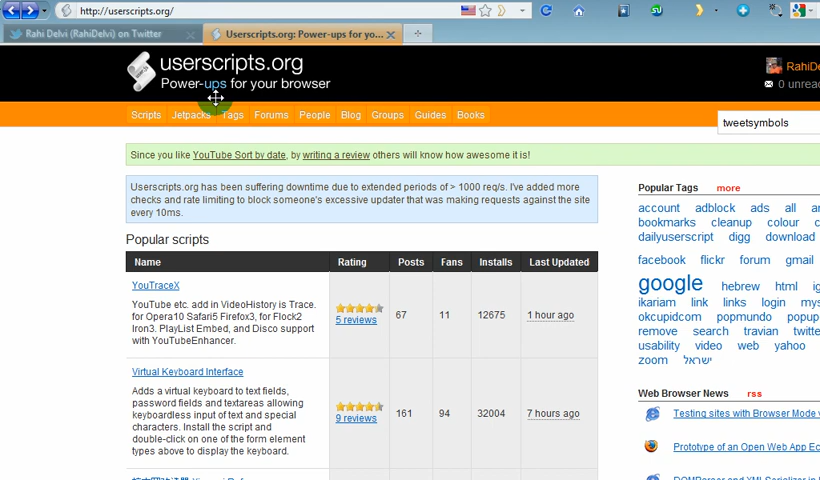 http://userscripts.org/
Rahi Delvi (RahiDelvi) on Twitter
Userscripts.org: Power-ups for yo...
userscripts.org
Power-ups for your browser
RahiDe
0 unrea
Scripts Jetpacks Tags Forums People Blog Groups Guides Books
tweetsymbols
Since you like YouTube Sort by date, by writing a review others will know how awesome it is!
Userscripts.org has been suffering downtime due to extended periods of > 1000 req/s. I've added more
checks and rate limiting to block someone's excessive updater that was making requests against the site
every 10ms.
Popular scripts
Name Rating Posts Fans Installs Last Updated
YouTraceX
YouTube etc. add in VideoHistory is Trace.
for Opera10 Safari5 Firefox3, for Flock2
Iron3. PlayList Embed, and Disco support
with YouTubeEnhancer.
5 reviews
67 11 12675 1 hour ago
Virtual Keyboard Interface
Adds a virtual keyboard to text fields,
password fields and textareas allowing
keyboardless input of text and special
characters. Install the script and
double-click on one of the form element
types above to display the keyboard.
9 reviews
161 94 32004 7 hours ago
Popular Tags more
account adblock ads all
bookmarks cleanup colour
dailyuserscript digg download
facebook flickr forum gmail
google hebrew html
ikariam link links login mys
okcupidcom popmundo popup
remove search travian twitte
usability video web yahoo
zoom ישראל
Web Browser News rss
Testing sites with Browser Mode v
Prototype of an Open Web App Ec
DOMParser and XMLSerializer in